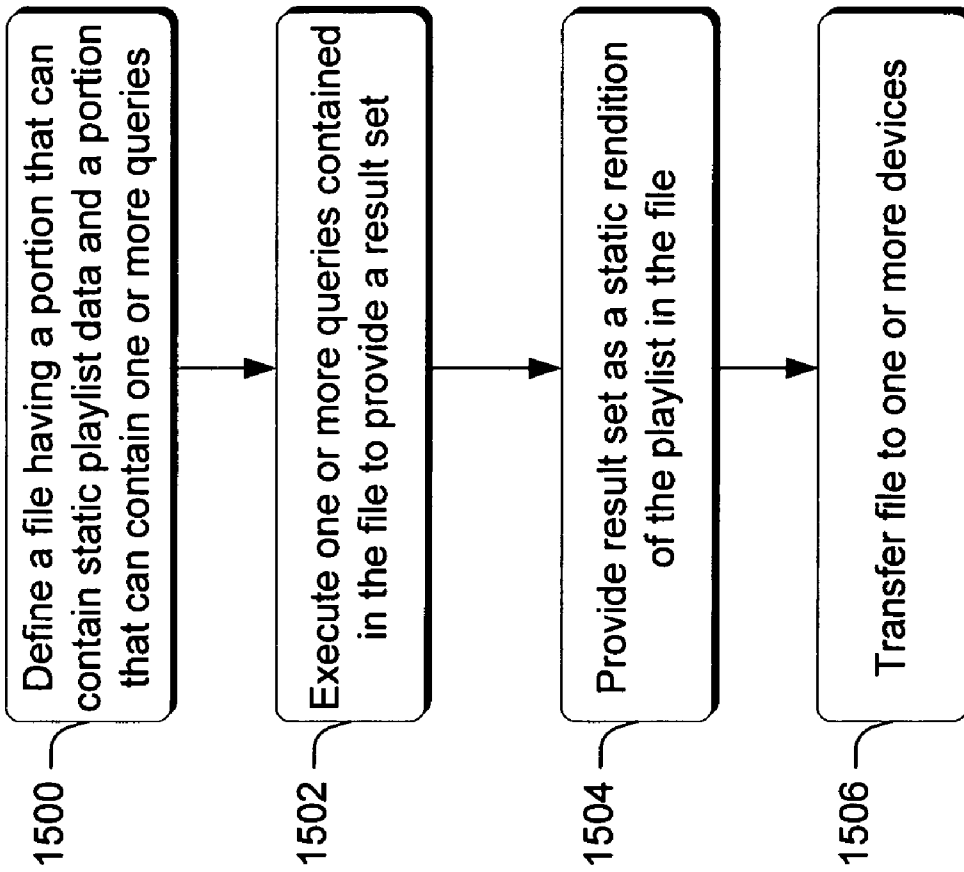 1500
Define a file having a portion that can
contain static playlist data and a portion
that can contain one or more queries
1502
Execute one or more queries contained
in the file to provide a result set
1504
Provide result set as a static rendition
of the playlist in the file
1506
Transfer file to one or more devices